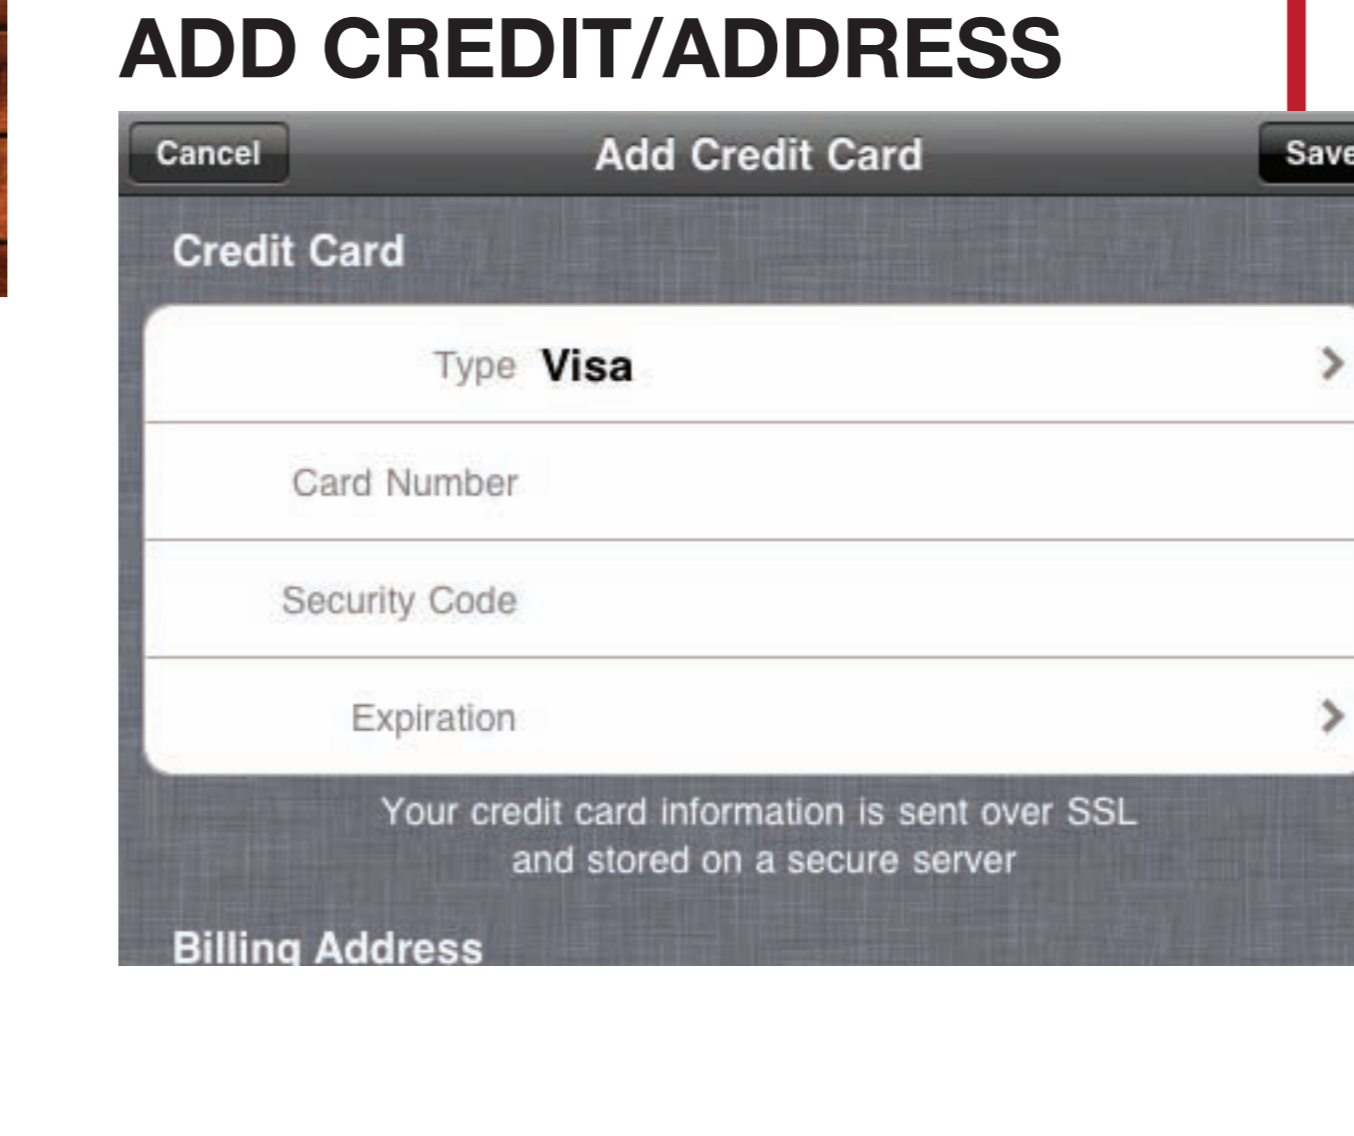 ADD CREDIT/ADDRESS
Cancel
Add Credit Card
Save
Credit Card
Type Visa
Card Number
Security Code
Expiration
Your credit card information is sent over SSL
and stored on a secure server
Billing Address